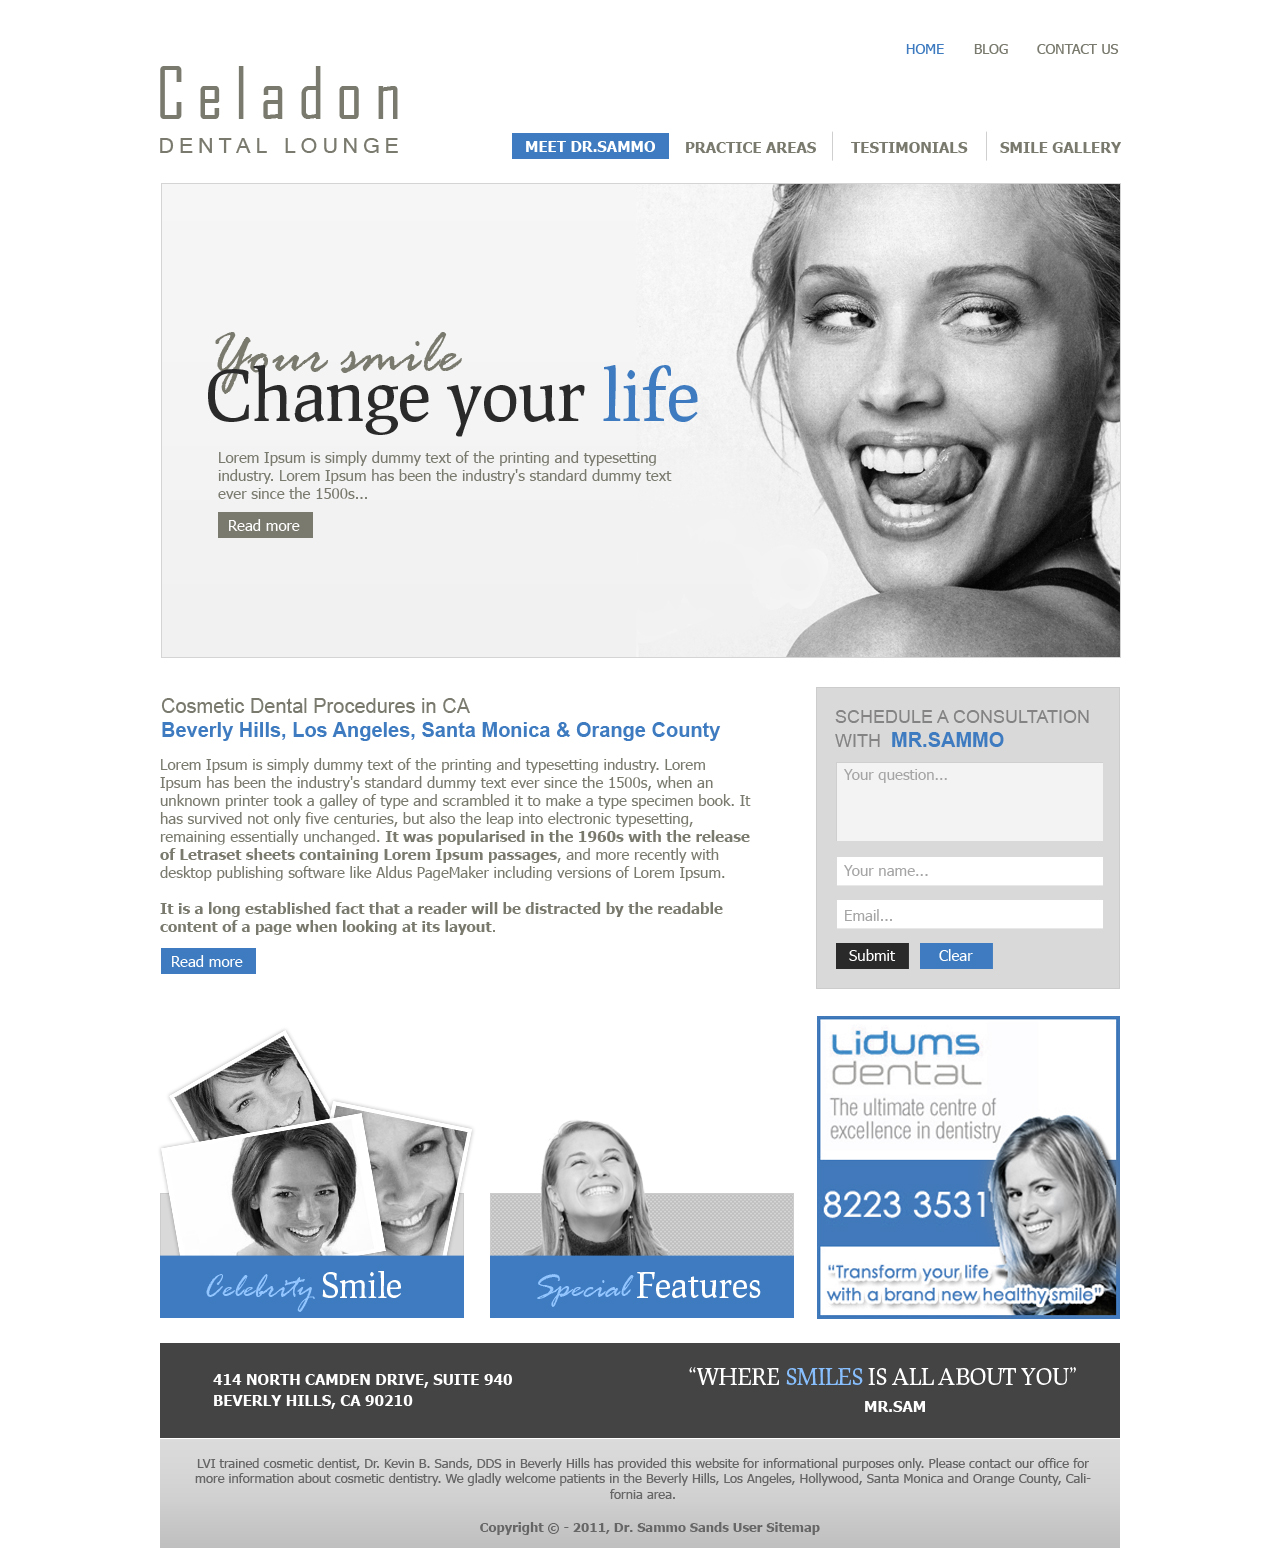 HOME BLOG CONTACT US
Celadon
DENTAL LOUNGE
MEET DR.SAMMO PRACTICE AREAS TESTIMONIALS SMILE GALLERY
Your smile
Change your life
Lorem Ipsum is simply dummy text of the printing and typesetting
industry. Lorem Ipsum has been the industry's standard dummy text
ever since the 1500s...
Read more
Cosmetic Dental Procedures in CA
Beverly Hills, Los Angeles, Santa Monica & Orange County
Lorem Ipsum is simply dummy text of the printing and typesetting industry. Lorem
Ipsum has been the industry's standard dummy text ever since the 1500s, when an
unknown printer took a galley of type and scrambled it to make a type specimen book. It
has survived not only five centuries, but also the leap into electronic typesetting,
remaining essentially unchanged. It was popularised in the 1960s with the release
of Letraset sheets containing Lorem Ipsum passages, and more recently with
desktop publishing software like Aldus PageMaker including versions of Lorem Ipsum.
It is a long established fact that a reader will be distracted by the readable
content of a page when looking at its layout.
Read more
SCHEDULE A CONSULTATION
WITH MR.SAMMO
Your question...
Your name...
Email...
Submit Clear
Lidums
dental
The ultimate centre of
excellence in dentistry
8223 3531
“Transform your life
with a brand new healthy smile”
Celebrity Smile
Special Features
414 NORTH CAMDEN DRIVE, SUITE 940
BEVERLY HILLS, CA 90210
“WHERE SMILES IS ALL ABOUT YOU”
MR.SAM
LVI trained cosmetic dentist, Dr. Kevin B. Sands, DDS in Beverly Hills has provided this website for informational purposes only. Please contact our office for
more information about cosmetic dentistry. We gladly welcome patients in the Beverly Hills, Los Angeles, Hollywood, Santa Monica and Orange County, Cali-
fornia area.
Copyright © - 2011, Dr. Sammo Sands User Sitemap